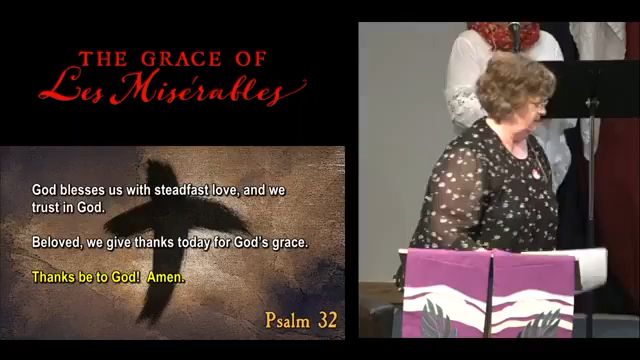 THE GRACE OF
Les Misérables
God blesses us with steadfast love, and we
trust in God.
Beloved, we give thanks today for God's grace.
Thanks be to God!  Amen.
Psalm 32